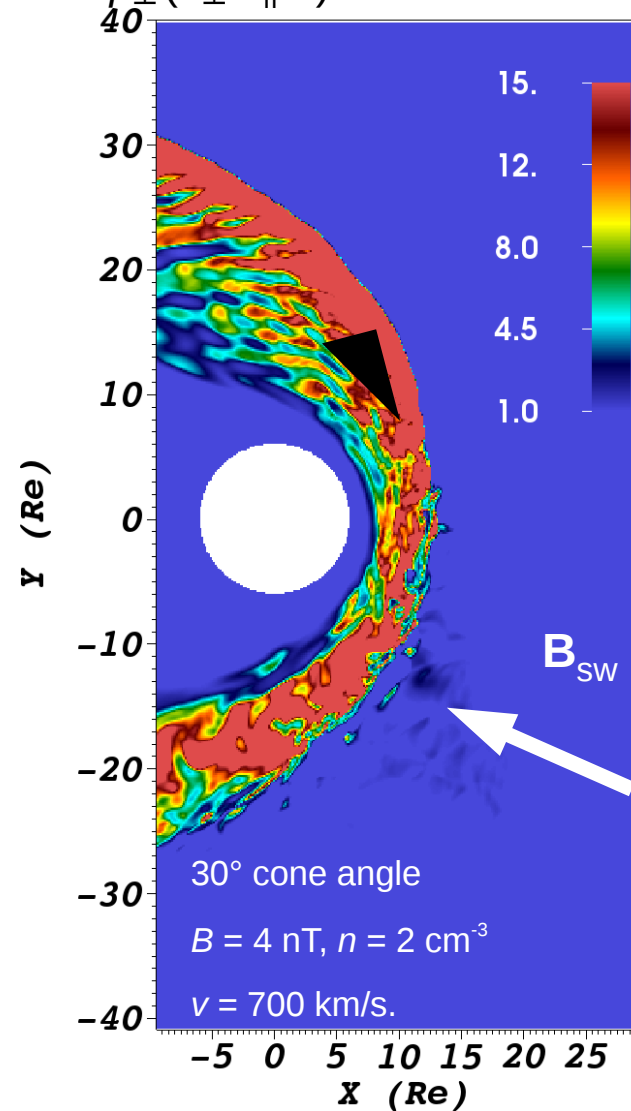 40
30
20
10
0
−10
−20
−30
−40
Y (Re)
15.
12.
8.0
4.5
1.0
B_SW
30° cone angle
B = 4 nT, n = 2 cm⁻³
v = 700 km/s.
−5 0 5 10 15 20 25
X (Re)